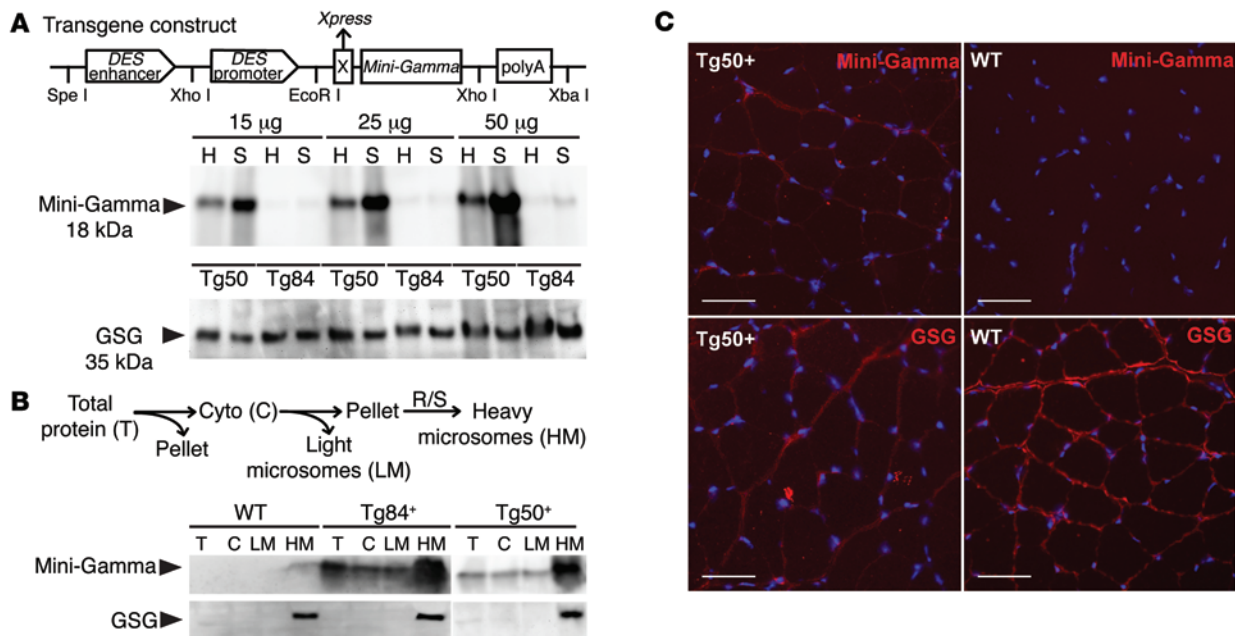 A Transgene construct
Xpress
DES enhancer DES promoter X Mini-Gamma polyA
Spe I Xho I EcoR I Xho I Xba I
15 µg 25 µg 50 µg
H S H S H S H S H S H S
Mini-Gamma
18 kDa
Tg50 Tg84 Tg50 Tg84 Tg50 Tg84
GSG
35 kDa
B
Total protein (T) Cyto (C) Pellet R/S Heavy microsomes (HM)
Pellet Light microsomes (LM)
WT Tg84+ Tg50+
T C LM HM T C LM HM T C LM HM
Mini-Gamma
GSG
C
Tg50+ Mini-Gamma WT Mini-Gamma
Tg50+ GSG WT GSG